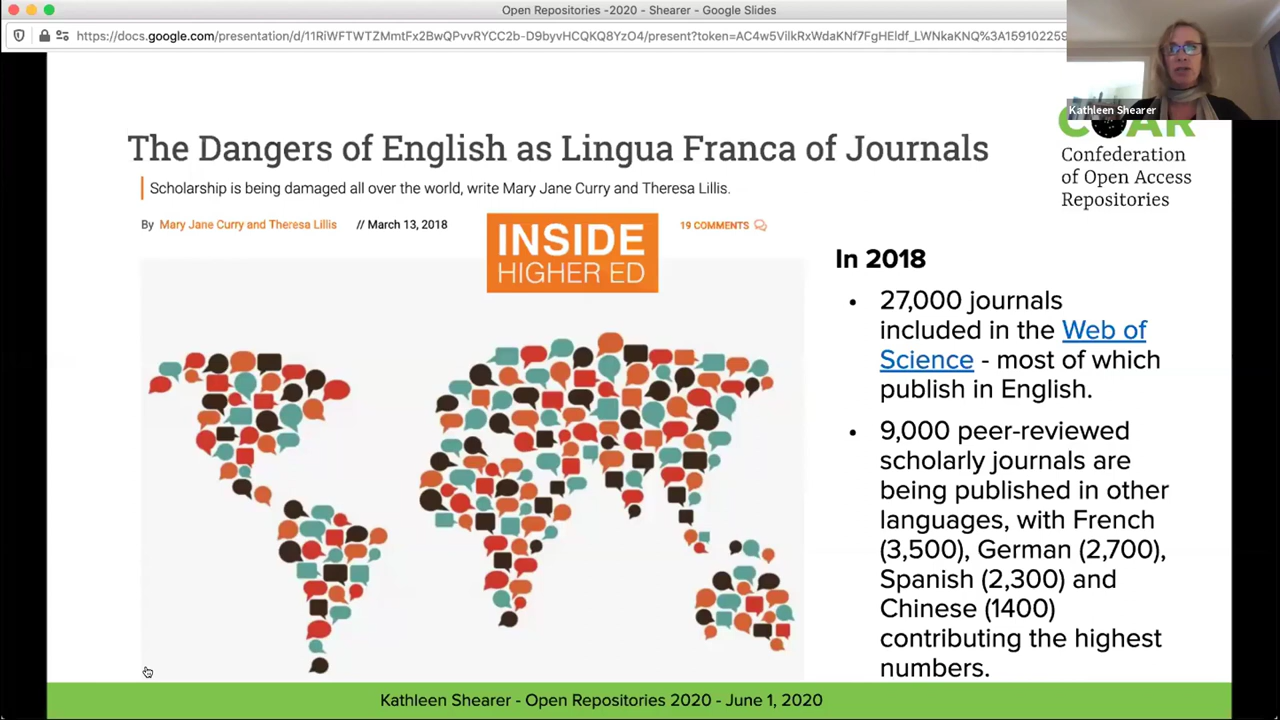 Open Repositories -2020 - Shearer - Google Slides
https://docs.google.com/presentation/d/11RiWFTWTZMmtFx2BwQPvvRYCC2b-D9byvHCQKQ8YzO4/present?token=AC4w5VilkRxWdaKNf7FgHEldf_LWNkaKNQ%3A15910225
Kathleen Shearer
COAR
Confederation
of Open Access
Repositories
The Dangers of English as Lingua Franca of Journals
Scholarship is being damaged all over the world, write Mary Jane Curry and Theresa Lillis.
By Mary Jane Curry and Theresa Lillis // March 13, 2018
INSIDE
HIGHER ED
19 COMMENTS
In 2018
• 27,000 journals
included in the Web of
Science - most of which
publish in English.
• 9,000 peer-reviewed
scholarly journals are
being published in other
languages, with French
(3,500), German (2,700),
Spanish (2,300) and
Chinese (1400)
contributing the highest
numbers.
Kathleen Shearer - Open Repositories 2020 - June 1, 2020